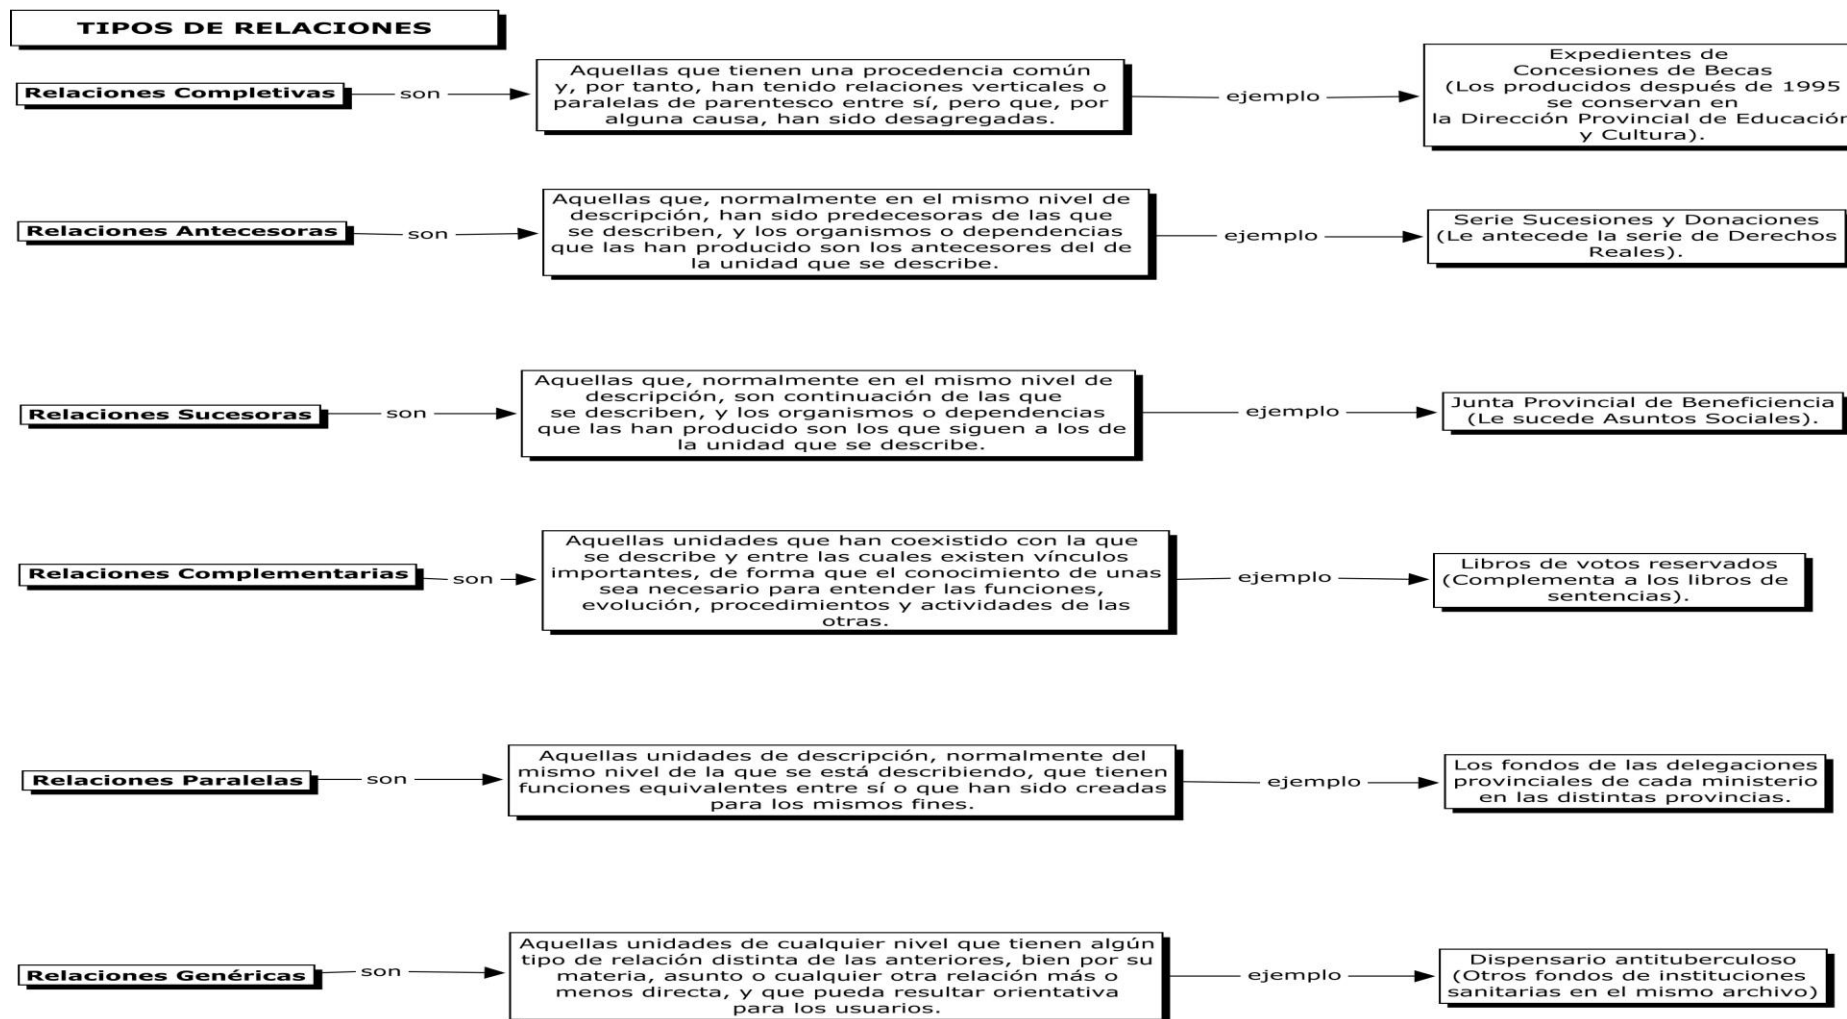 TIPOS DE RELACIONES
Relaciones Completivas
son
Aquellas que tienen una procedencia común
y, por tanto, han tenido relaciones verticales o
paralelas de parentesco entre sí, pero que, por
alguna causa, han sido desagregadas.
ejemplo
Expedientes de
Concesiones de Becas
(Los producidos después de 1995
se conservan en
la Dirección Provincial de Educación
y Cultura).
Relaciones Antecesoras
son
Aquellas que, normalmente en el mismo nivel de
descripción, han sido predecesoras de las que
se describen, y los organismos o dependencias
que las han producido son los antecesores del de
la unidad que se describe.
ejemplo
Serie Sucesiones y Donaciones
(Le antecede la serie de Derechos
Reales).
Relaciones Sucesoras
son
Aquellas que, normalmente en el mismo nivel de
descripción, son continuación de las que
se describen, y los organismos o dependencias
que las han producido son los que siguen a los de
la unidad que se describe.
ejemplo
Junta Provincial de Beneficiencia
(Le sucede Asuntos Sociales).
Relaciones Complementarias
son
Aquellas unidades que han coexistido con la que
se describe y entre las cuales existen vínculos
importantes, de forma que el conocimiento de unas
sea necesario para entender las funciones,
evolución, procedimientos y actividades de las
otras.
ejemplo
Libros de votos reservados
(Complementa a los libros de
sentencias).
Relaciones Paralelas
son
Aquellas unidades de descripción, normalmente del
mismo nivel de la que se está describiendo, que tienen
funciones equivalentes entre sí o que han sido creadas
para los mismos fines.
ejemplo
Los fondos de las delegaciones
provinciales de cada ministerio
en las distintas provincias.
Relaciones Genéricas
son
Aquellas unidades de cualquier nivel que tienen algún
tipo de relación distinta de las anteriores, bien por su
materia, asunto o cualquier otra relación más o
menos directa, y que pueda resultar orientativa
para los usuarios.
ejemplo
Dispensario antituberculoso
(Otros fondos de instituciones
sanitarias en el mismo archivo)